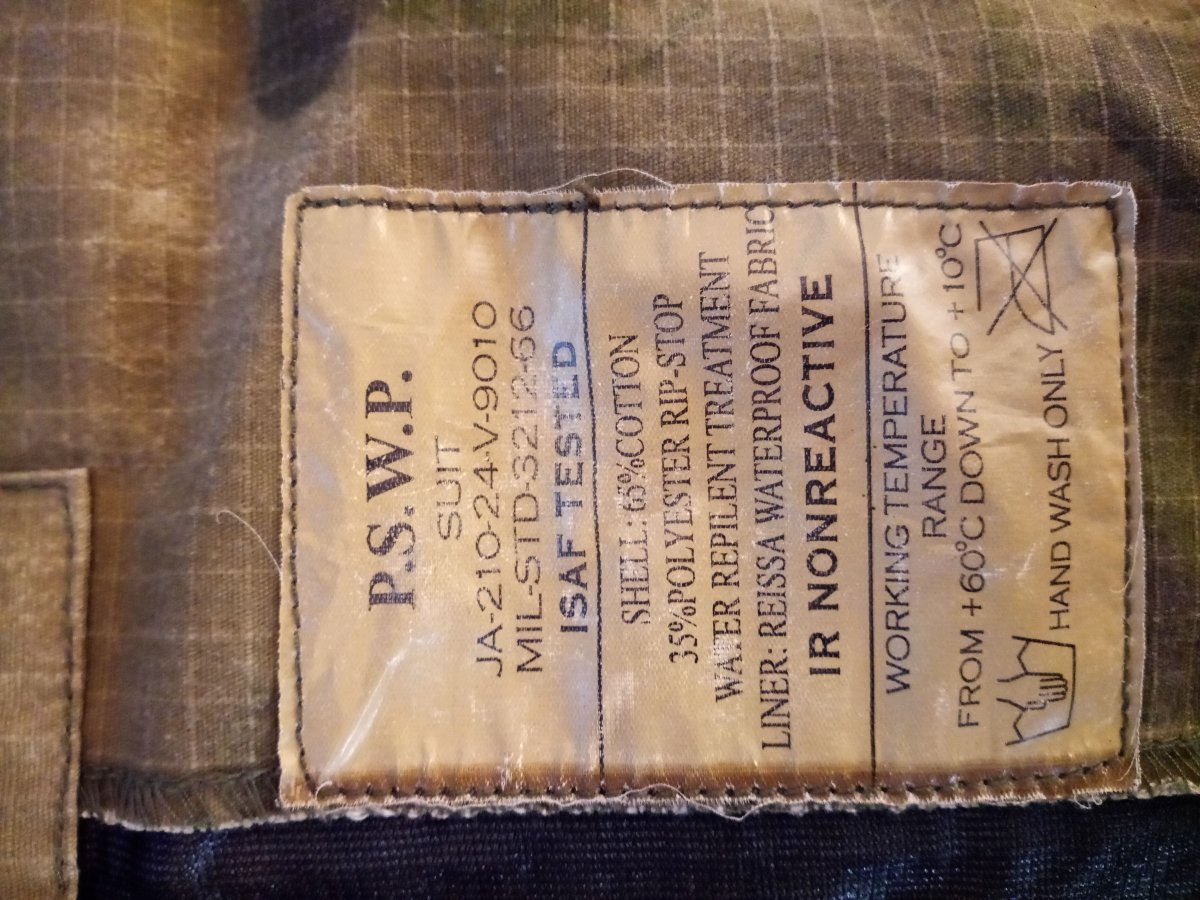 P.S.W.P.
SUIT
JA-210-24-V-9010
MIL-STD-3212-66
ISAF TESTED
SHELL: 65%COTTON
35%POLYESTER RIP-STOP
WATER REPILENT TREATMENT
LINER: REISSA WATERPROOF FABRIC
IR NONREACTIVE
WORKING TEMPERATURE
RANGE
FROM +60°C DOWN TO +10°C
HAND WASH ONLY